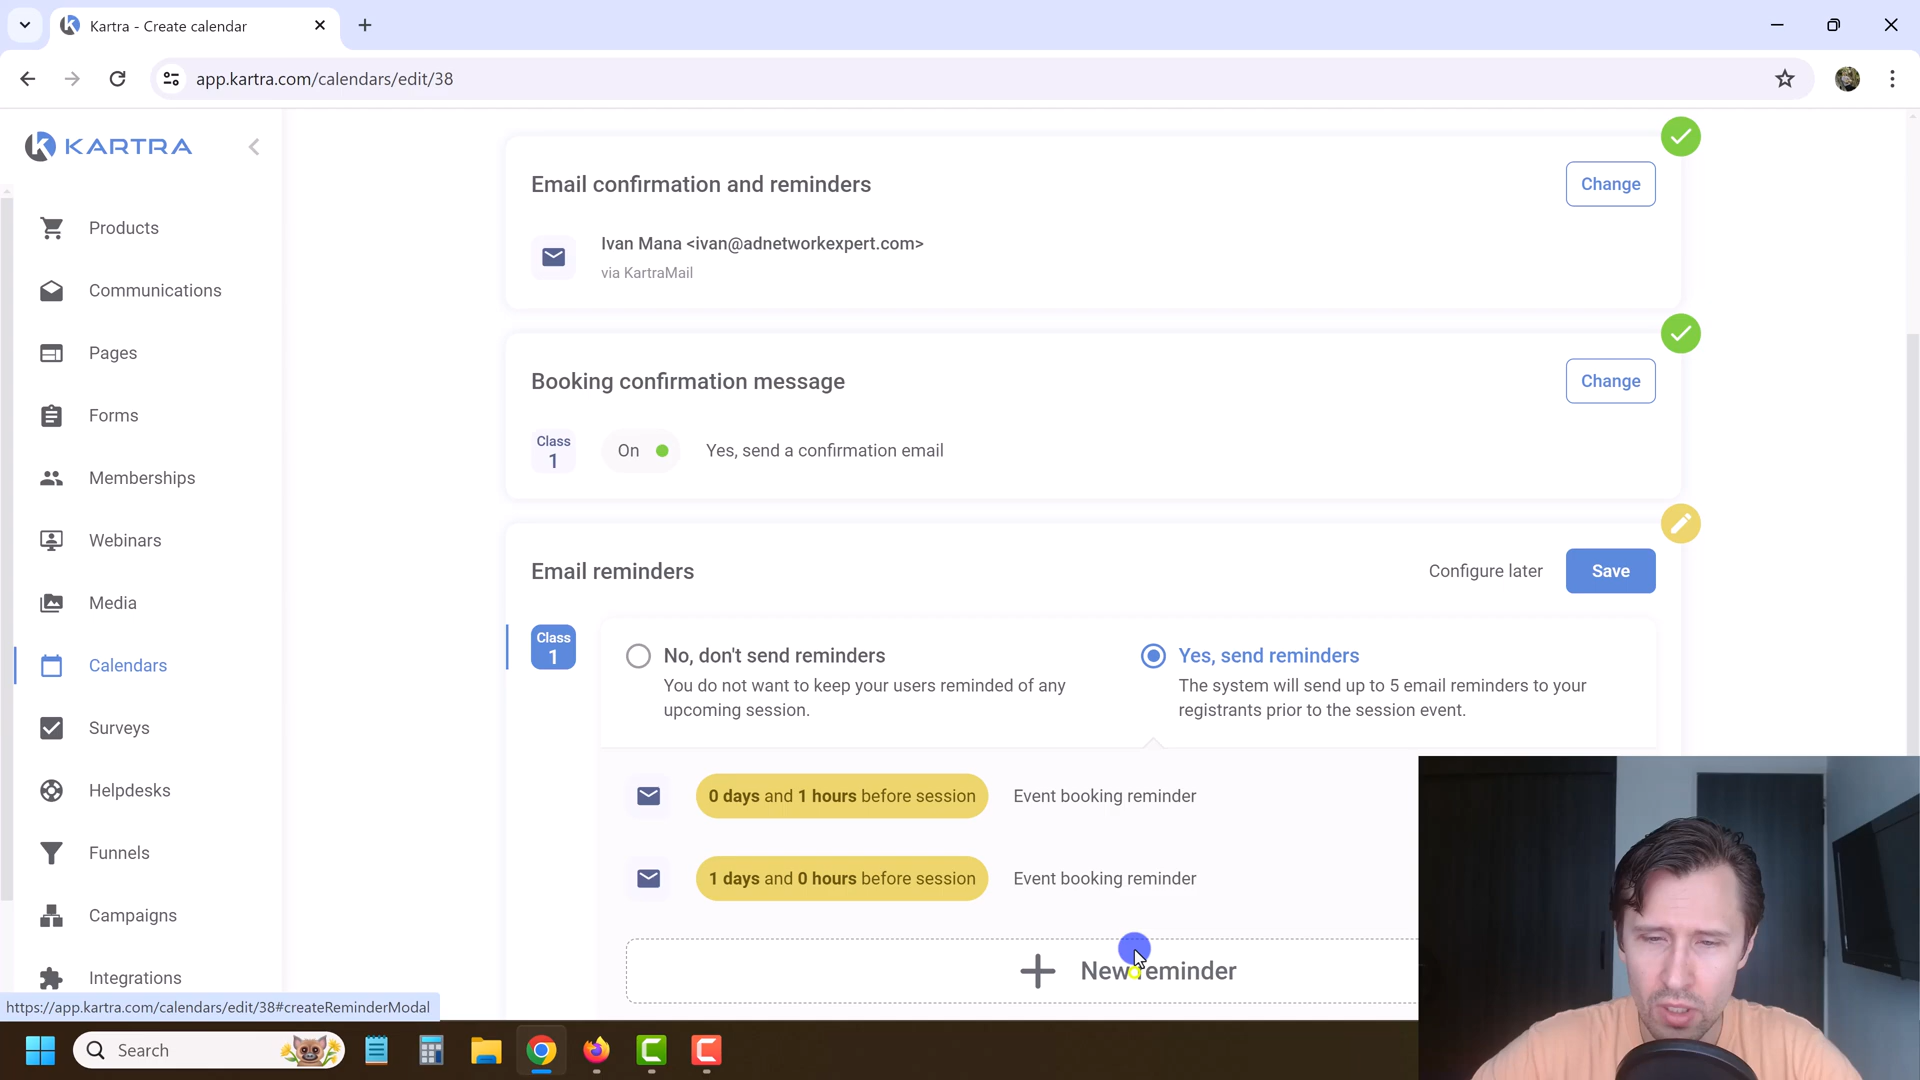 Kartra - Create calendar
app.kartra.com/calendars/edit/38
KARTRA
Products
Communications
Pages
Forms
Memberships
Webinars
Media
Calendars
Surveys
Helpdesks
Funnels
Campaigns
Integrations
Email confirmation and reminders
Change
Ivan Mana <ivan@adnetworkexpert.com>
via KartraMail
Booking confirmation message
Change
Class
1
On
Yes, send a confirmation email
Email reminders
Configure later
Save
Class
1
No, don't send reminders
You do not want to keep your users reminded of any
upcoming session.
Yes, send reminders
The system will send up to 5 email reminders to your
registrants prior to the session event.
0 days and 1 hours before session
Event booking reminder
1 days and 0 hours before session
Event booking reminder
New reminder
https://app.kartra.com/calendars/edit/38#createReminderModal
Search